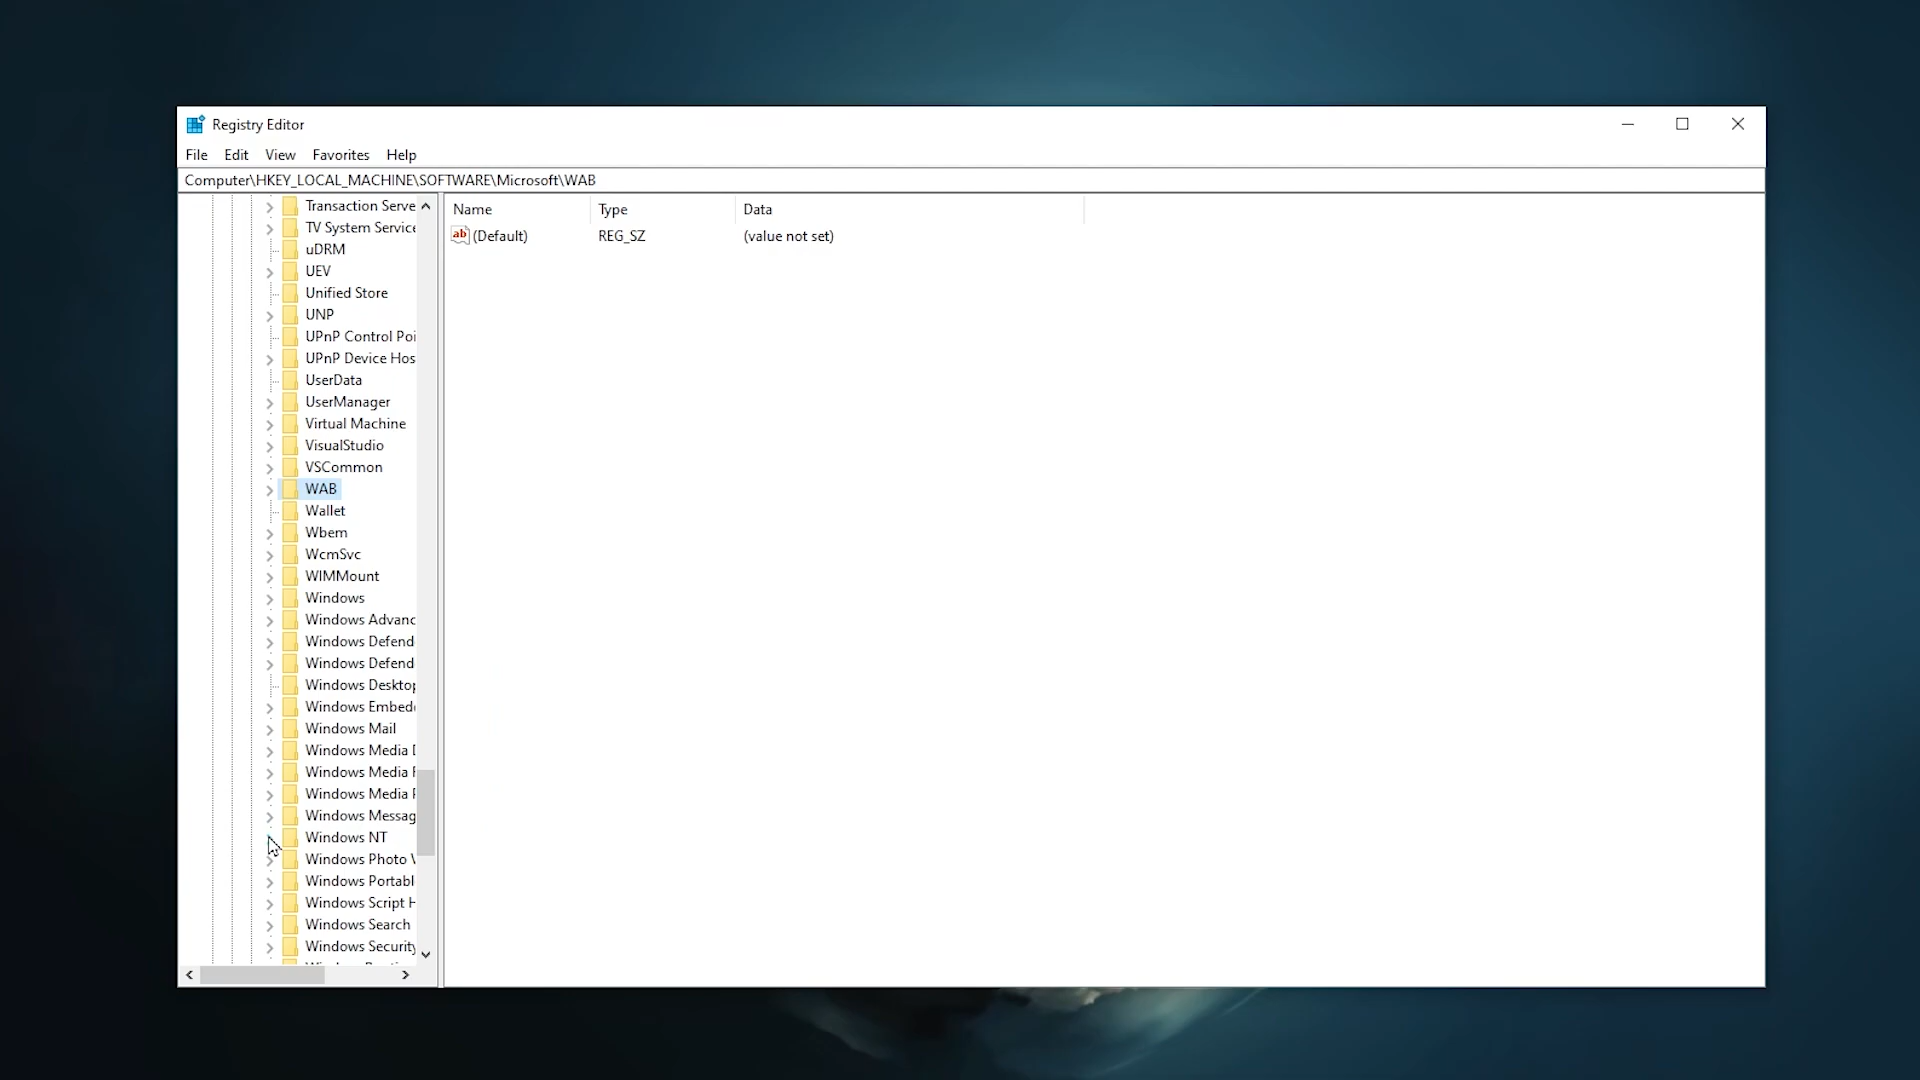 Registry Editor
File Edit View Favorites Help
Computer\HKEY_LOCAL_MACHINE\SOFTWARE\Microsoft\WAB
Name Type Data
ab (Default) REG_SZ (value not set)
Transaction Serve
TV System Service
uDRM
UEV
Unified Store
UNP
UPnP Control Poi
UPnP Device Hos
UserData
UserManager
Virtual Machine
VisualStudio
VSCommon
WAB
Wallet
Wbem
WcmSvc
WIMMount
Windows
Windows Advanc
Windows Defend
Windows Defend
Windows Desktop
Windows Embed
Windows Mail
Windows Media
Windows Media
Windows Media
Windows Messag
Windows NT
Windows Photo
Windows Portabl
Windows Script
Windows Search
Windows Security